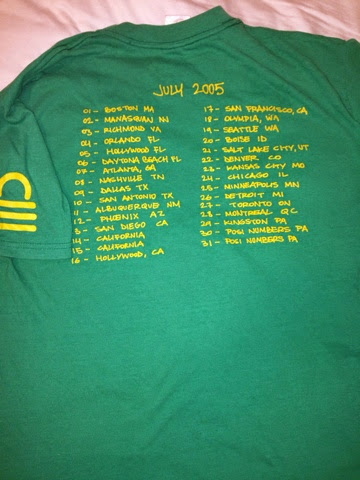 JULY 2005
01 - BOSTON MA
02 - MANASQUAN NN
03 - RICHMOND VA
04 - ORLANDO FL
05 - HOLLYWOOD FL
06 - DAYTONA BEACH FL
07 - ATLANTA, GA
08 - NASHVILLE TN
09 - DALLAS TX
10 - SAN ANTONIO TX
11 - ALBUQUERQUE NM
12 - PHOENIX AZ
3 - SAN DIEGO CA
14 - CALIFORNIA
15 - CALIFORNIA
16 - HOLLYWOOD, CA
17 - SAN FRANCISCO, CA
18 - OLYMPIA, WA
19 - SEATTLE WA
20 - BOISE ID
21 - SALT LAKE CITY, UT
22 - DENVER CO
23 - KANSAS CITY MO
24 - CHICAGO IL
25 - MINNEAPOLIS MN
26 - DETROIT MI
27 - TORONTO ON
28 - MONTREAL QC
29 - KINGSTON PA
30 - POSI NUMBERS PA
31 - POSI NUMBERS PA